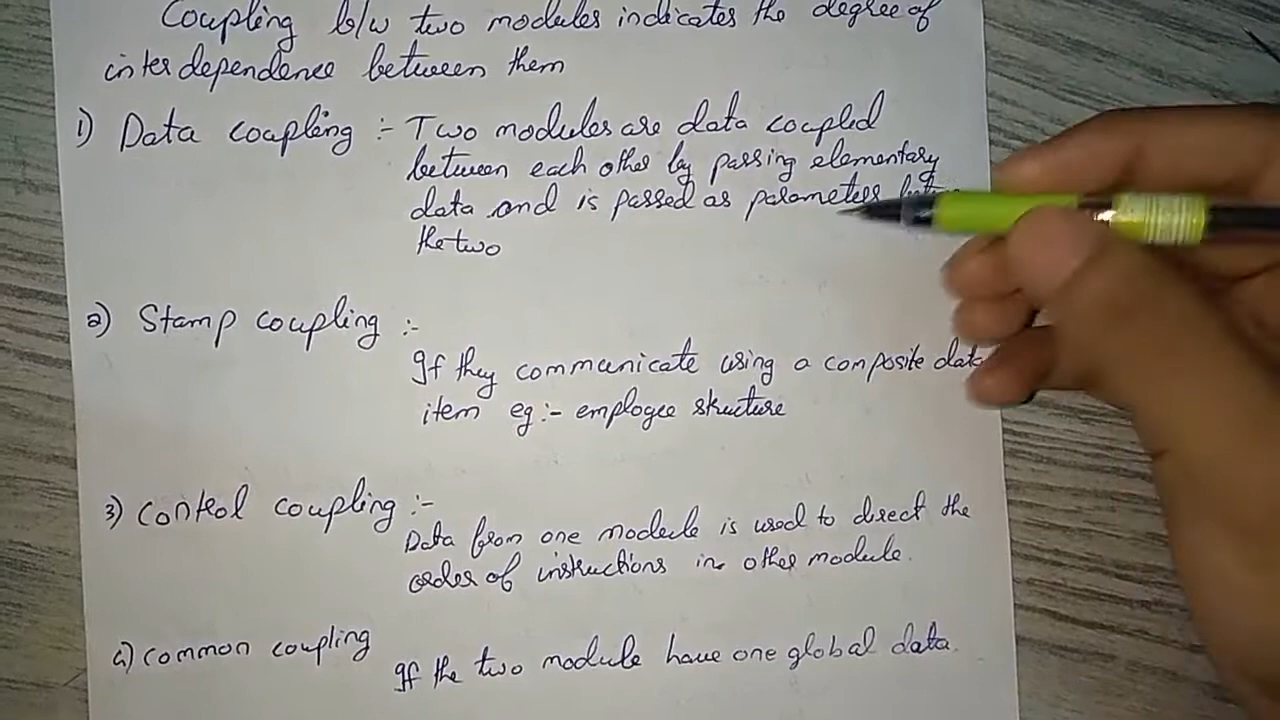 Coupling b/w two modules indicates the degree of
interdependence between them
1) Data coupling :- Two modules are data coupled
between each other by passing elementary
data and is passed as parameters
the two
2) Stamp coupling :-
If they communicate using a composite data
item eg :- employee structure
3) Control coupling :-
Data from one module is used to direct the
order of instructions in other module.
4) common coupling
If the two module have one global data.